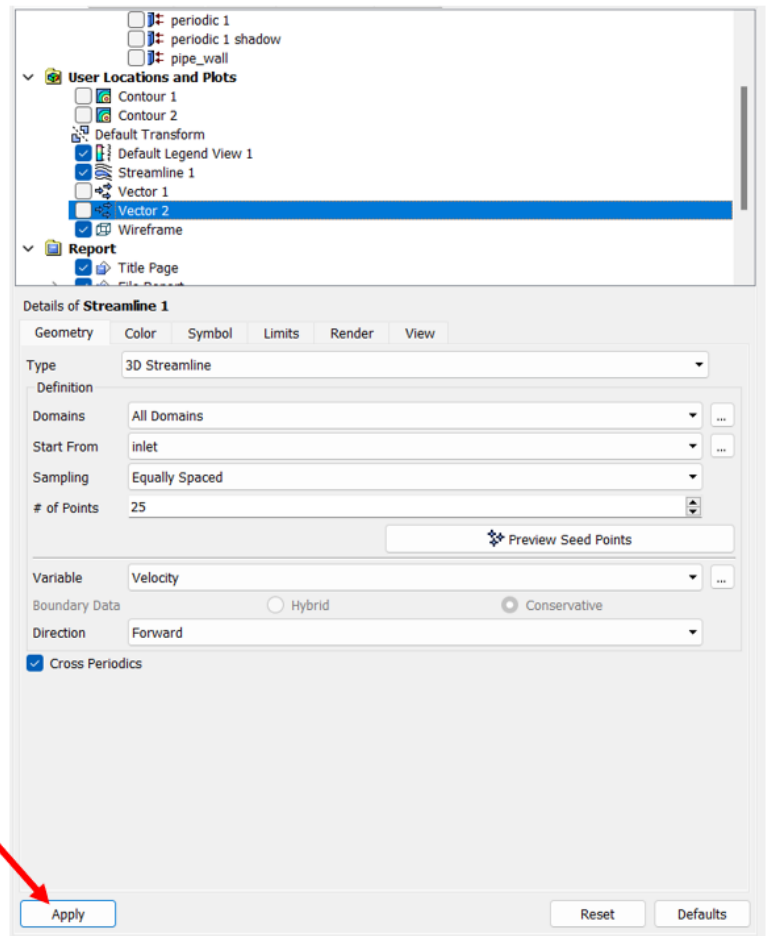 periodic 1
periodic 1 shadow
pipe_wall
User Locations and Plots
Contour 1
Contour 2
Default Transform
Default Legend View 1
Streamline 1
Vector 1
Vector 2
Wireframe
Report
Title Page
File Report
Details of Streamline 1
Geometry Color Symbol Limits Render View
Type 3D Streamline
Definition
Domains All Domains ...
Start From inlet ...
Sampling Equally Spaced
# of Points 25
Preview Seed Points
Variable Velocity ...
Boundary Data Hybrid Conservative
Direction Forward
Cross Periodics
Apply Reset Defaults